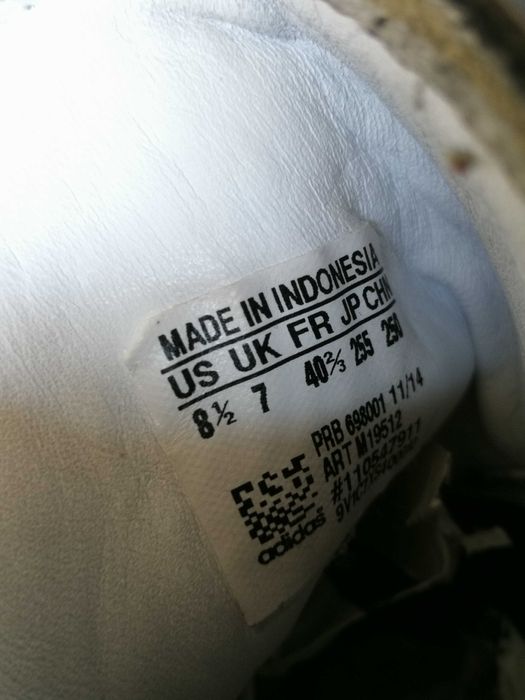 MADE IN INDONESIA
US UK FR JP CHN
8½ 7 40⅔ 255
PRB 698001 11/14
ART M19512
#110547911
adidas